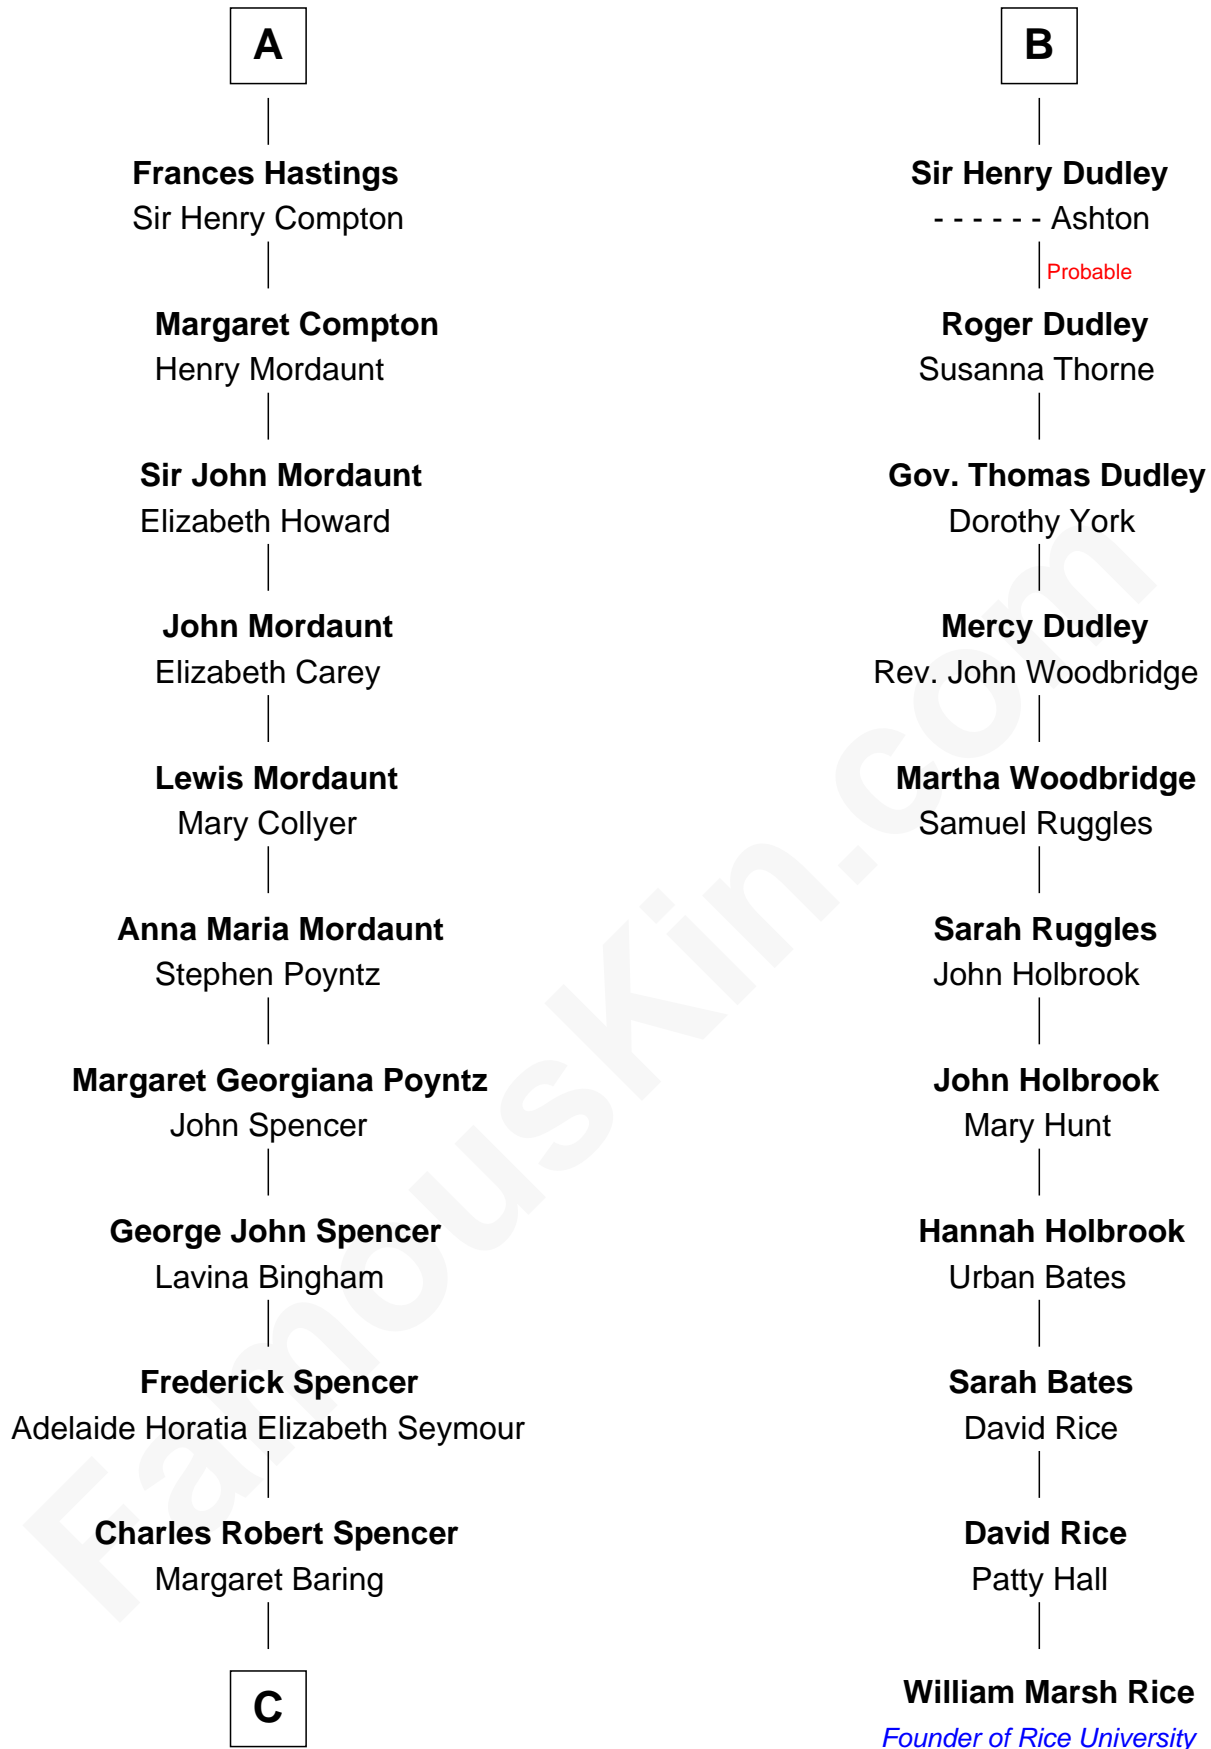 A
Frances Hastings
Sir Henry Compton
Margaret Compton
Henry Mordaunt
Sir John Mordaunt
Elizabeth Howard
John Mordaunt
Elizabeth Carey
Lewis Mordaunt
Mary Collyer
Anna Maria Mordaunt
Stephen Poyntz
Margaret Georgiana Poyntz
John Spencer
George John Spencer
Lavina Bingham
Frederick Spencer
Adelaide Horatia Elizabeth Seymour
Charles Robert Spencer
Margaret Baring
C
B
Sir Henry Dudley
- - - - - - Ashton
Probable
Roger Dudley
Susanna Thorne
Gov. Thomas Dudley
Dorothy York
Mercy Dudley
Rev. John Woodbridge
Martha Woodbridge
Samuel Ruggles
Sarah Ruggles
John Holbrook
John Holbrook
Mary Hunt
Hannah Holbrook
Urban Bates
Sarah Bates
David Rice
David Rice
Patty Hall
William Marsh Rice
Founder of Rice University
FamousKin.com